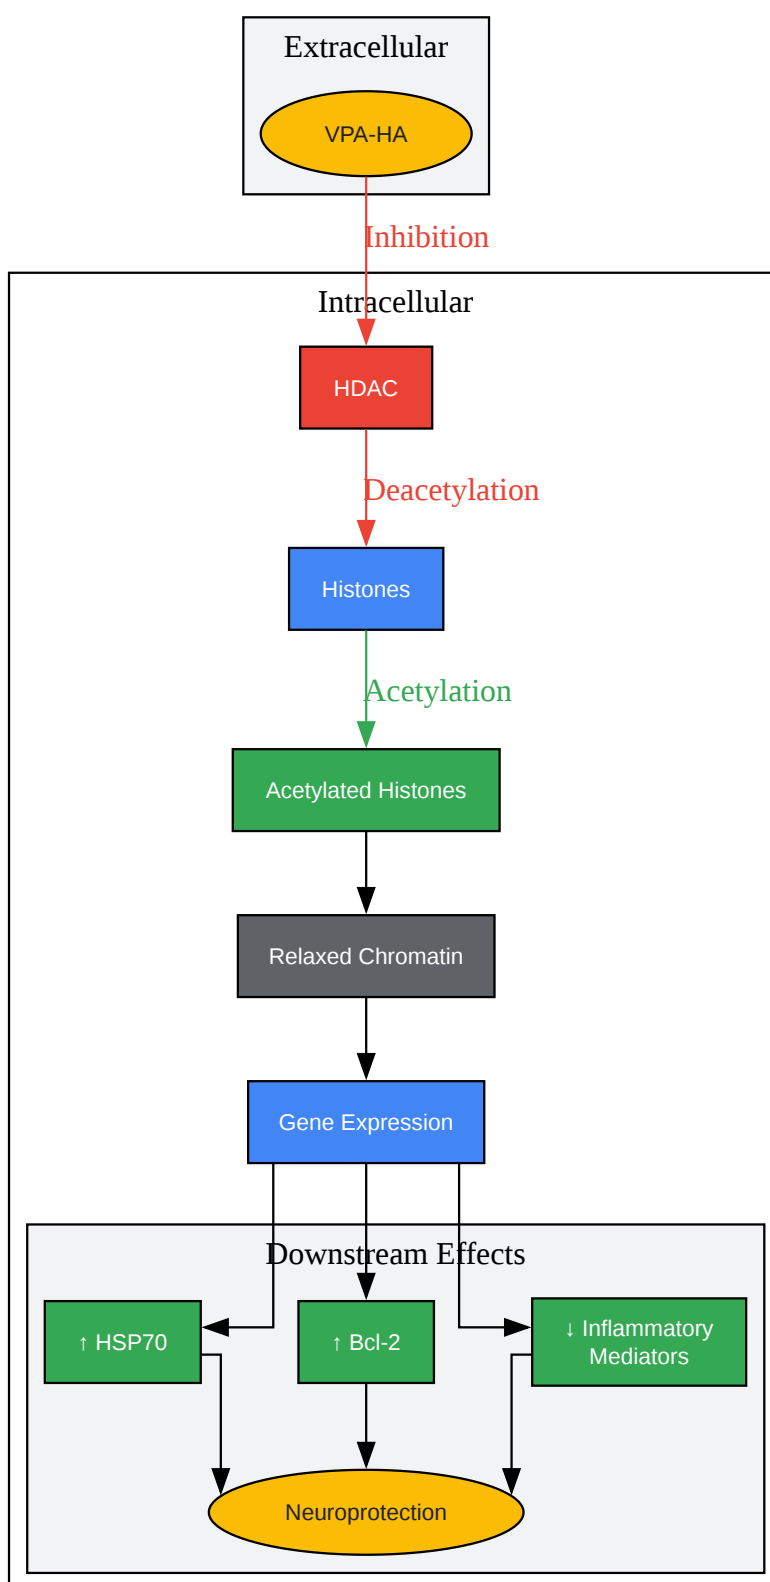 Extracellular
VPA-HA
Inhibition
Intracellular
HDAC
Deacetylation
Histones
Acetylation
Acetylated Histones
Relaxed Chromatin
Gene Expression
Downstream Effects
↑ HSP70
↑ Bcl-2
↓ Inflammatory
Mediators
Neuroprotection